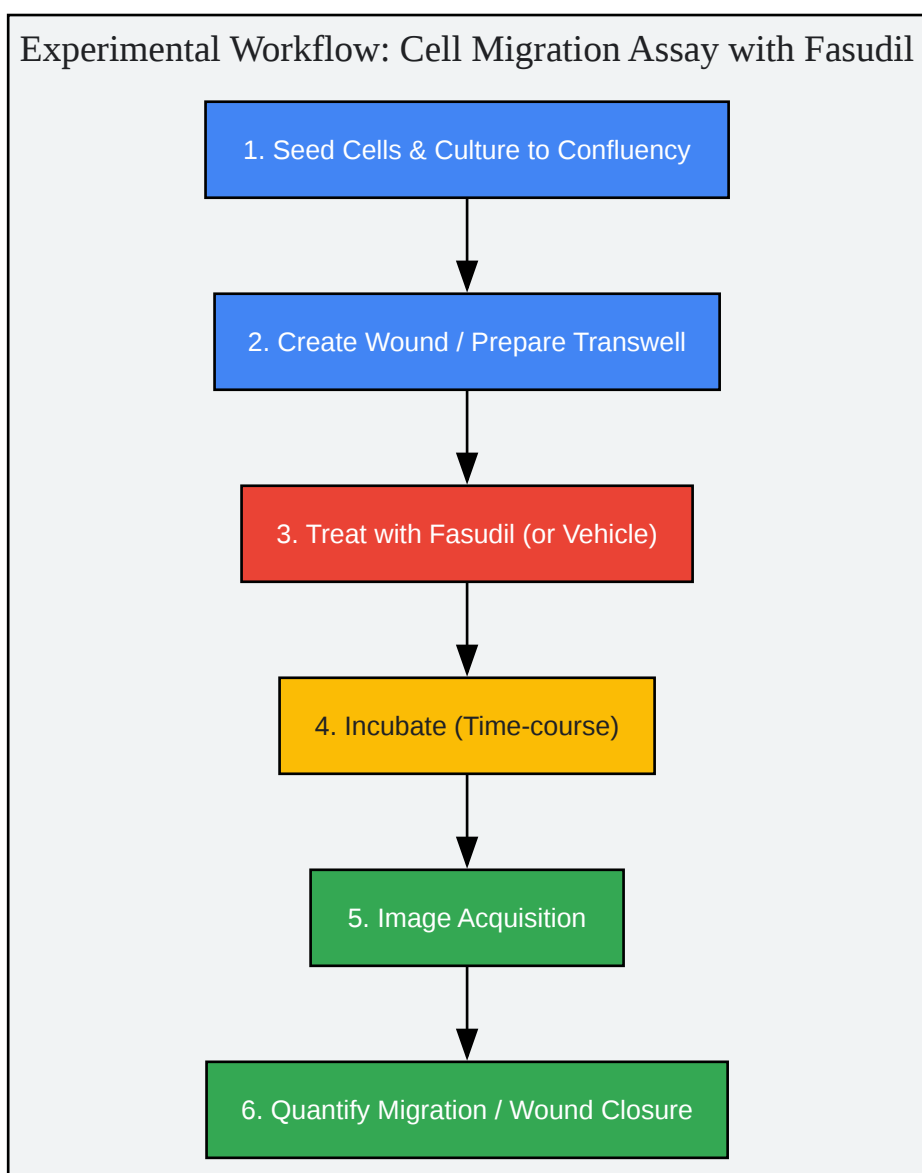 Experimental Workflow: Cell Migration Assay with Fasudil
1. Seed Cells & Culture to Confluency
2. Create Wound / Prepare Transwell
3. Treat with Fasudil (or Vehicle)
4. Incubate (Time-course)
5. Image Acquisition
6. Quantify Migration / Wound Closure